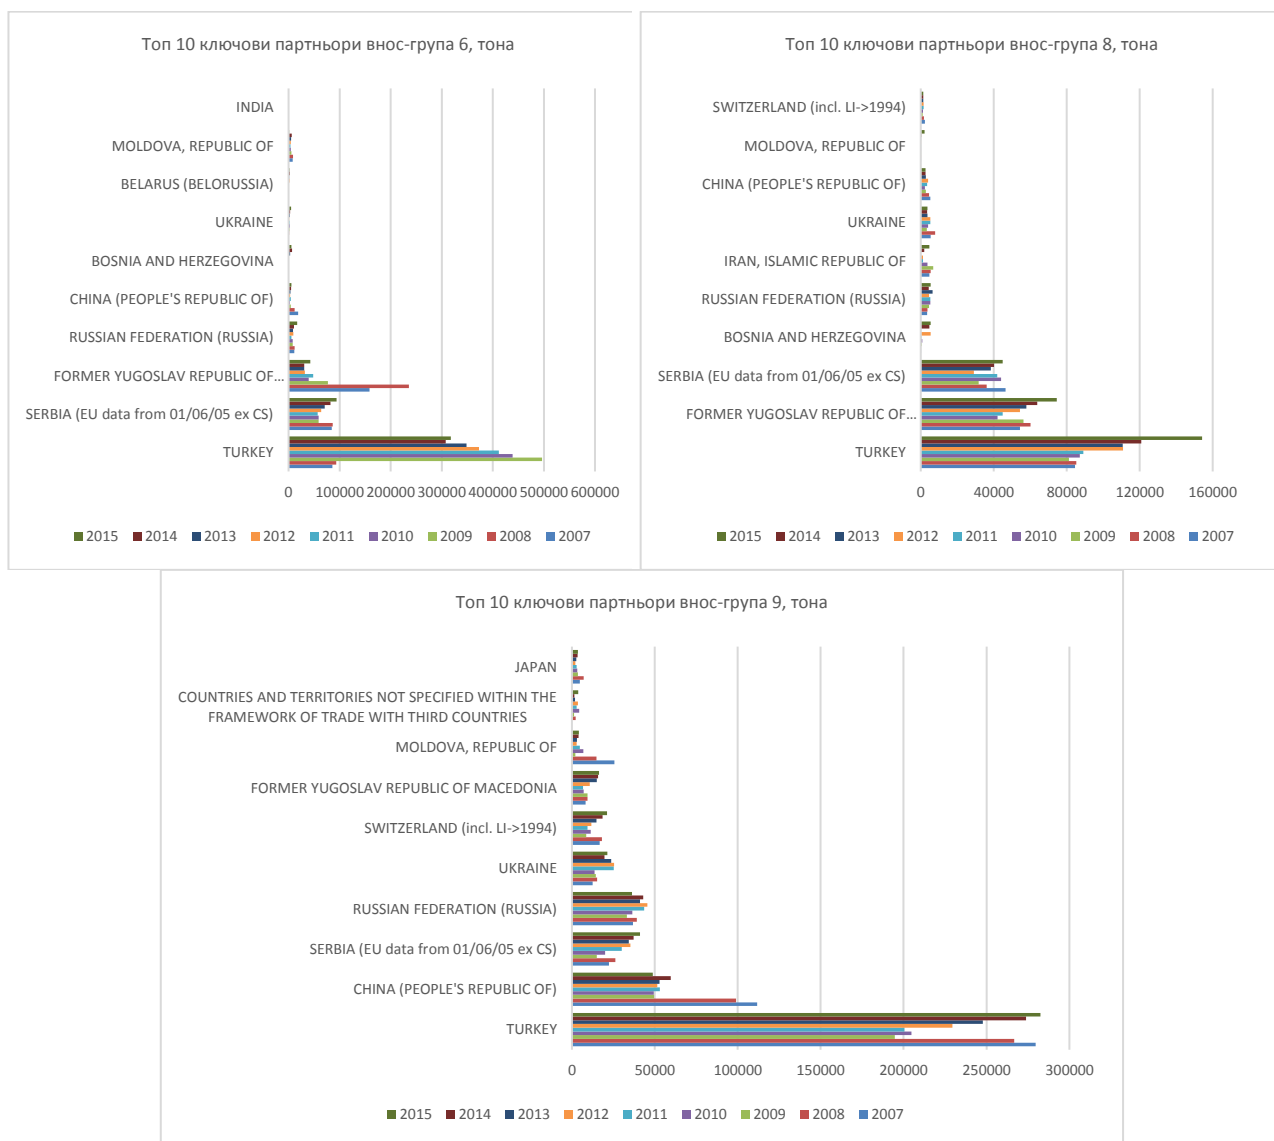 Топ 10 ключови партньори внос-група 6, тона
INDIA
MOLDOVA, REPUBLIC OF
BELARUS (BELORUSSIA)
UKRAINE
BOSNIA AND HERZEGOVINA
CHINA (PEOPLE'S REPUBLIC OF)
RUSSIAN FEDERATION (RUSSIA)
FORMER YUGOSLAV REPUBLIC OF...
SERBIA (EU data from 01/06/05 ex CS)
TURKEY
0 100000 200000 300000 400000 500000 600000
2015 2014 2013 2012 2011 2010 2009 2008 2007
Топ 10 ключови партньори внос-група 8, тона
SWITZERLAND (incl. LI->1994)
MOLDOVA, REPUBLIC OF
CHINA (PEOPLE'S REPUBLIC OF)
UKRAINE
IRAN, ISLAMIC REPUBLIC OF
RUSSIAN FEDERATION (RUSSIA)
BOSNIA AND HERZEGOVINA
SERBIA (EU data from 01/06/05 ex CS)
FORMER YUGOSLAV REPUBLIC OF...
TURKEY
0 40000 80000 120000 160000
2015 2014 2013 2012 2011 2010 2009 2008 2007
Топ 10 ключови партньори внос-група 9, тона
JAPAN
COUNTRIES AND TERRITORIES NOT SPECIFIED WITHIN THE
FRAMEWORK OF TRADE WITH THIRD COUNTRIES
MOLDOVA, REPUBLIC OF
FORMER YUGOSLAV REPUBLIC OF MACEDONIA
SWITZERLAND (incl. LI->1994)
UKRAINE
RUSSIAN FEDERATION (RUSSIA)
SERBIA (EU data from 01/06/05 ex CS)
CHINA (PEOPLE'S REPUBLIC OF)
TURKEY
0 50000 100000 150000 200000 250000 300000
2015 2014 2013 2012 2011 2010 2009 2008 2007